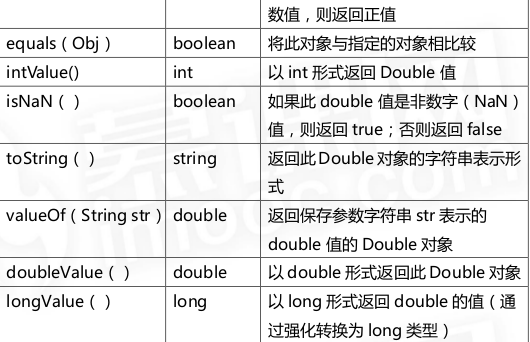 数值，则返回正值
equals（Obj） boolean 将此对象与指定的对象相比较
intValue() int 以 int 形式返回 Double 值
isNaN（ ） boolean 如果此 double 值是非数字（NaN）
值，则返回 true；否则返回 false
toString（ ） string 返回此 Double 对象的字符串表示形
式
valueOf（String str） double 返回保存参数字符串 str 表示的
double 值的 Double 对象
doubleValue（ ） double 以 double 形式返回此 Double 对象
longValue（ ） long 以 long 形式返回 double 的值（通
过强化转换为 long 类型）